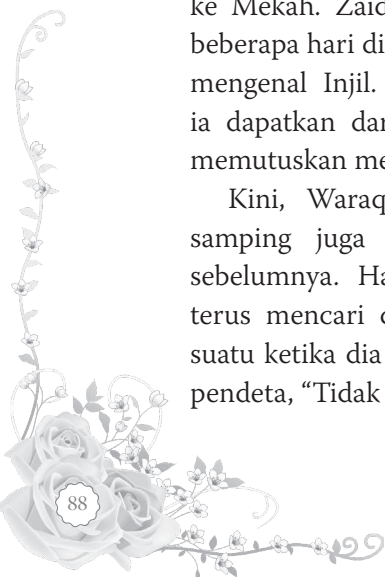 ke Mekah. Zaid
beberapa hari di
mengenal Injil.
ia dapatkan dar
memutuskan me
Kini, Waraq
samping juga
sebelumnya. Ha
terus mencari
suatu ketika dia
pendeta, “Tidak
88